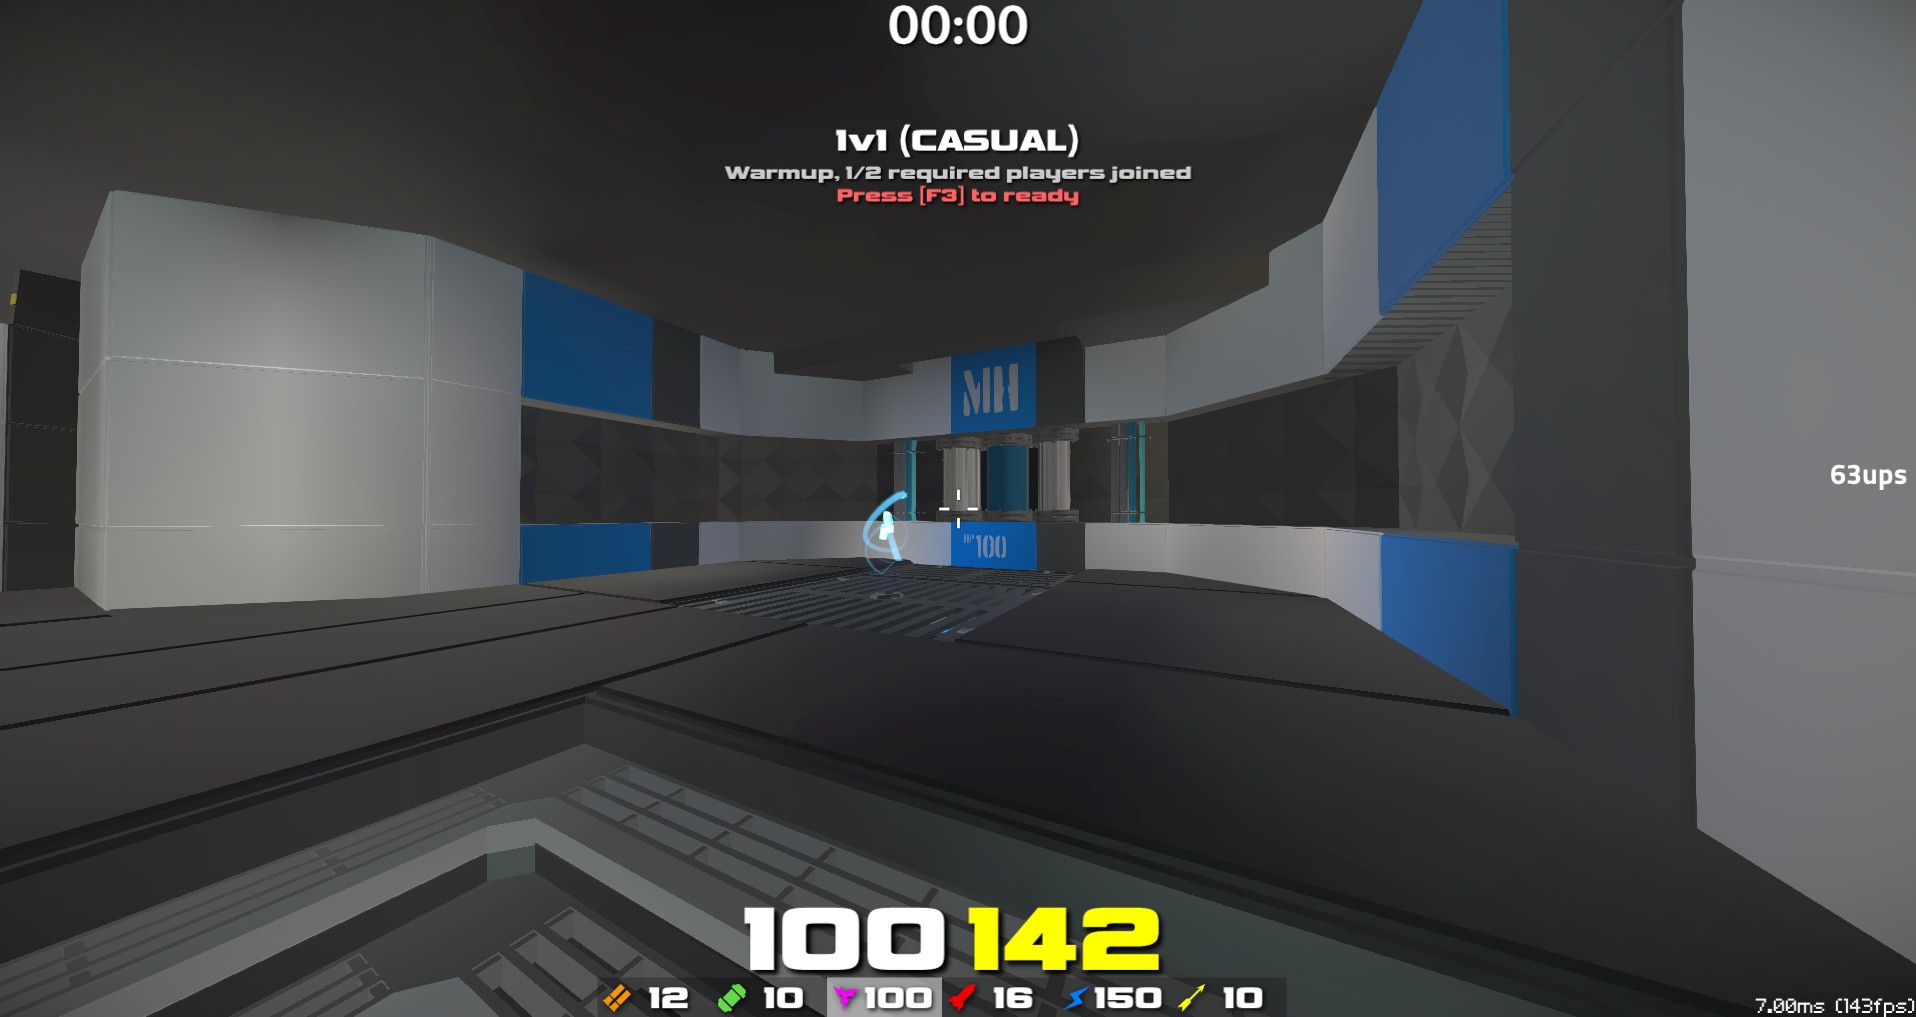 00:00
1v1 (CASUAL)
Warmup, 1/2 required players joined
Press [F3] to ready
MH
63ups
100
100 142
12 10 100 16 150 10
7.00ms (143fps)